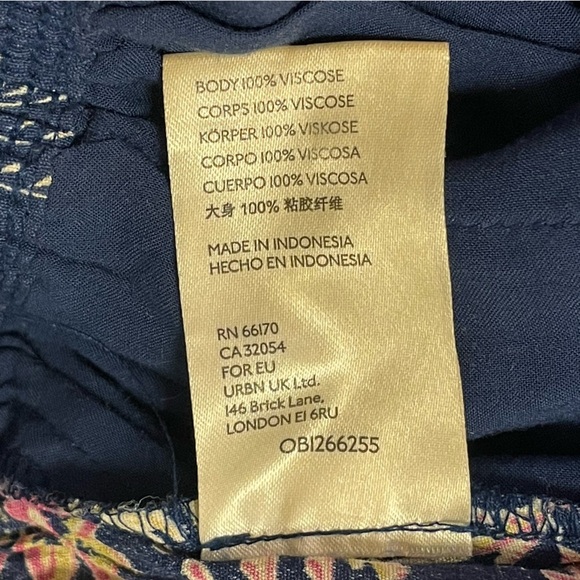 BODY 100% VISCOSE
CORPS 100% VISCOSE
KÖRPER 100% VISKOSE
CORPO 100% VISCOSA
CUERPO 100% VISCOSA
大身 100% 粘胶纤维
MADE IN INDONESIA
HECHO EN INDONESIA
RN 66170
CA 32054
FOR EU
URBN UK Ltd.
146 Brick Lane,
LONDON E1 6RU
OB1266255